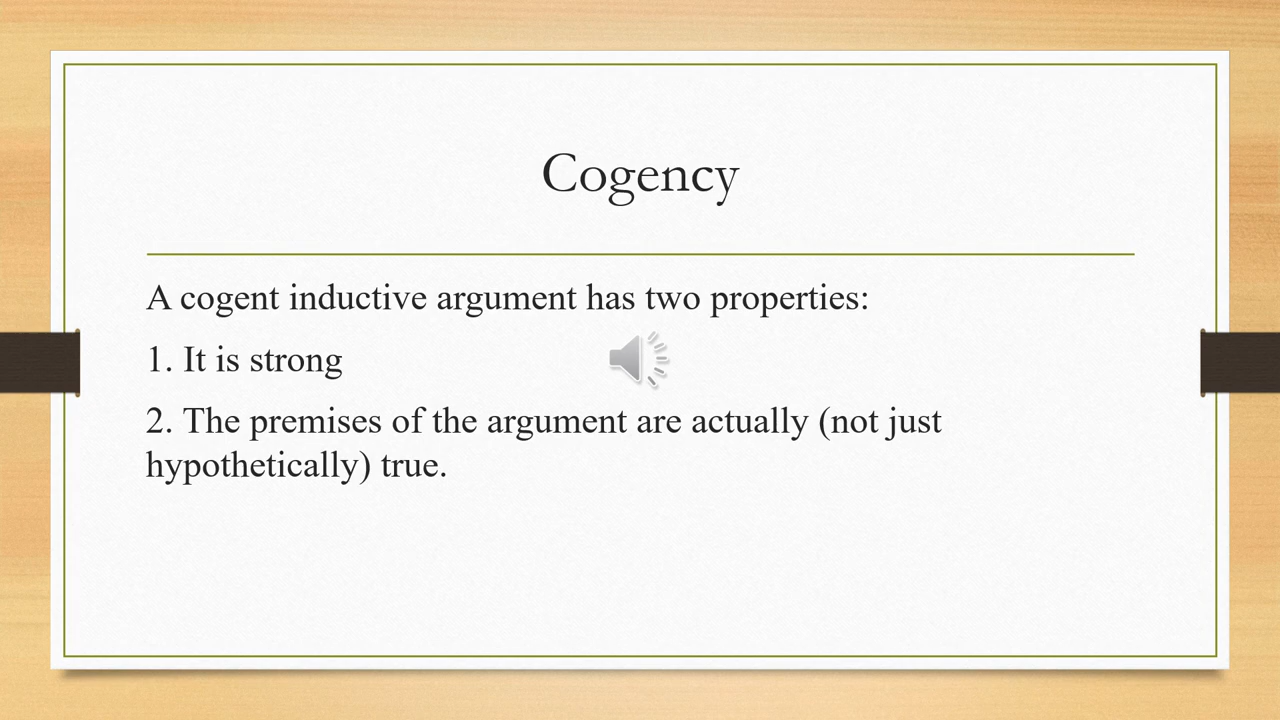 Cogency
A cogent inductive argument has two properties:
1. It is strong
2. The premises of the argument are actually (not just
hypothetically) true.